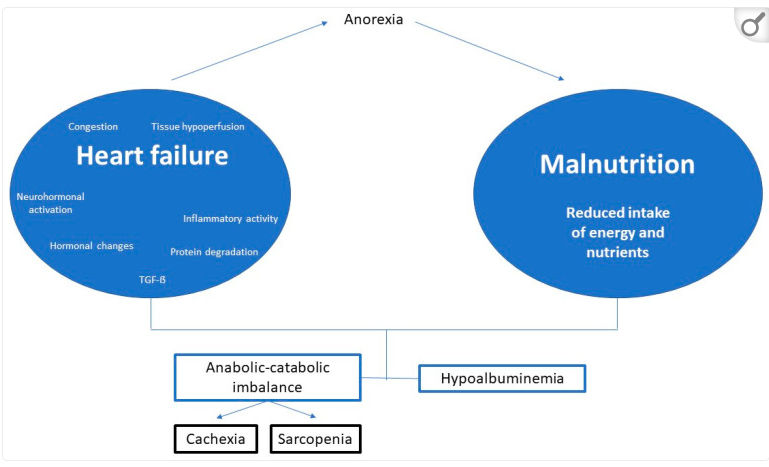 Anorexia
Congestion
Tissue hypoperfusion
Heart failure
Neurohormonal
activation
Inflammatory activity
Hormonal changes
Protein degradation
TGF-ß
Malnutrition
Reduced intake
of energy and
nutrients
Anabolic-catabolic
imbalance
Hypoalbuminemia
Cachexia
Sarcopenia